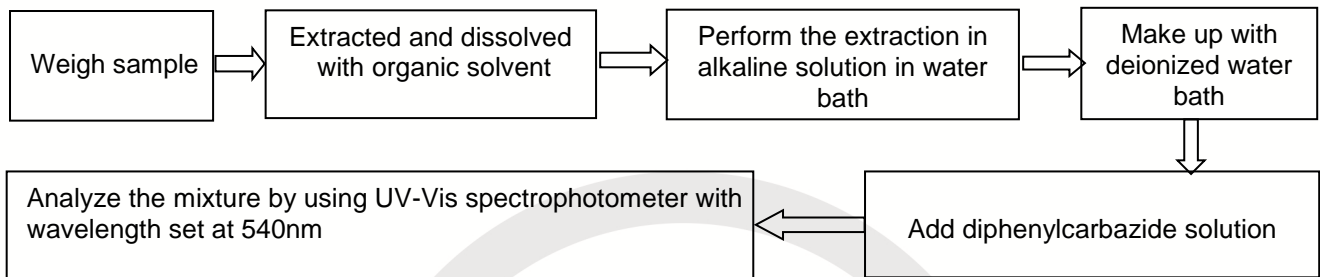 Weigh sample
Extracted and dissolved
with organic solvent
Perform the extraction in
alkaline solution in water
bath
Make up with
deionized water
bath
Add diphenylcarbazide solution
Analyze the mixture by using UV-Vis spectrophotometer with
wavelength set at 540nm